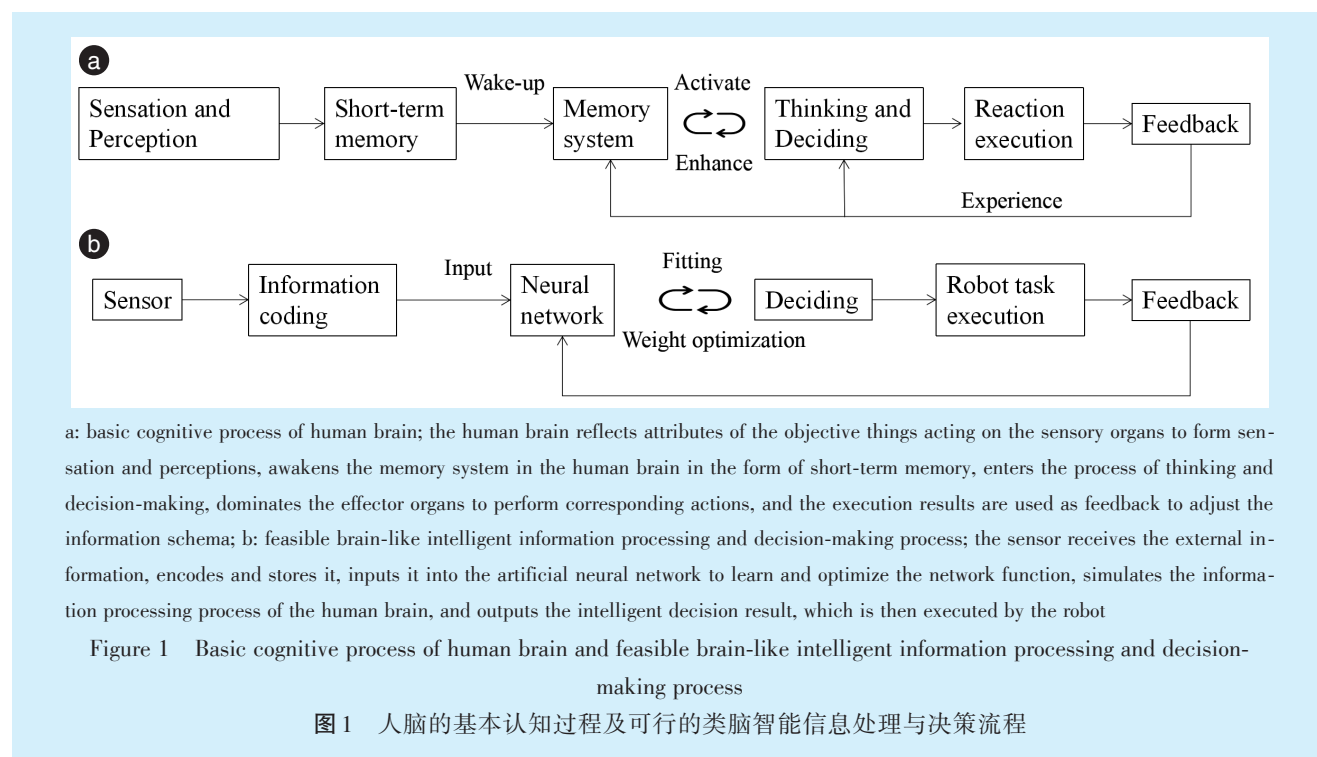 a
Wake-up
Activate
Sensation and
Perception
Short-term
memory
Memory
system
Thinking and
Deciding
Reaction
execution
Feedback
Enhance
Experience
b
Input
Fitting
Sensor
Information
coding
Neural
network
Deciding
Robot task
execution
Feedback
Weight optimization
a: basic cognitive process of human brain; the human brain reflects attributes of the objective things acting on the sensory organs to form sen-
sation and perceptions, awakens the memory system in the human brain in the form of short-term memory, enters the process of thinking and
decision-making, dominates the effector organs to perform corresponding actions, and the execution results are used as feedback to adjust the
information schema; b: feasible brain-like intelligent information processing and decision-making process; the sensor receives the external in-
formation, encodes and stores it, inputs it into the artificial neural network to learn and optimize the network function, simulates the informa-
tion processing process of the human brain, and outputs the intelligent decision result, which is then executed by the robot
Figure 1 Basic cognitive process of human brain and feasible brain-like intelligent information processing and decision-
making process
图1 人脑的基本认知过程及可行的类脑智能信息处理与决策流程